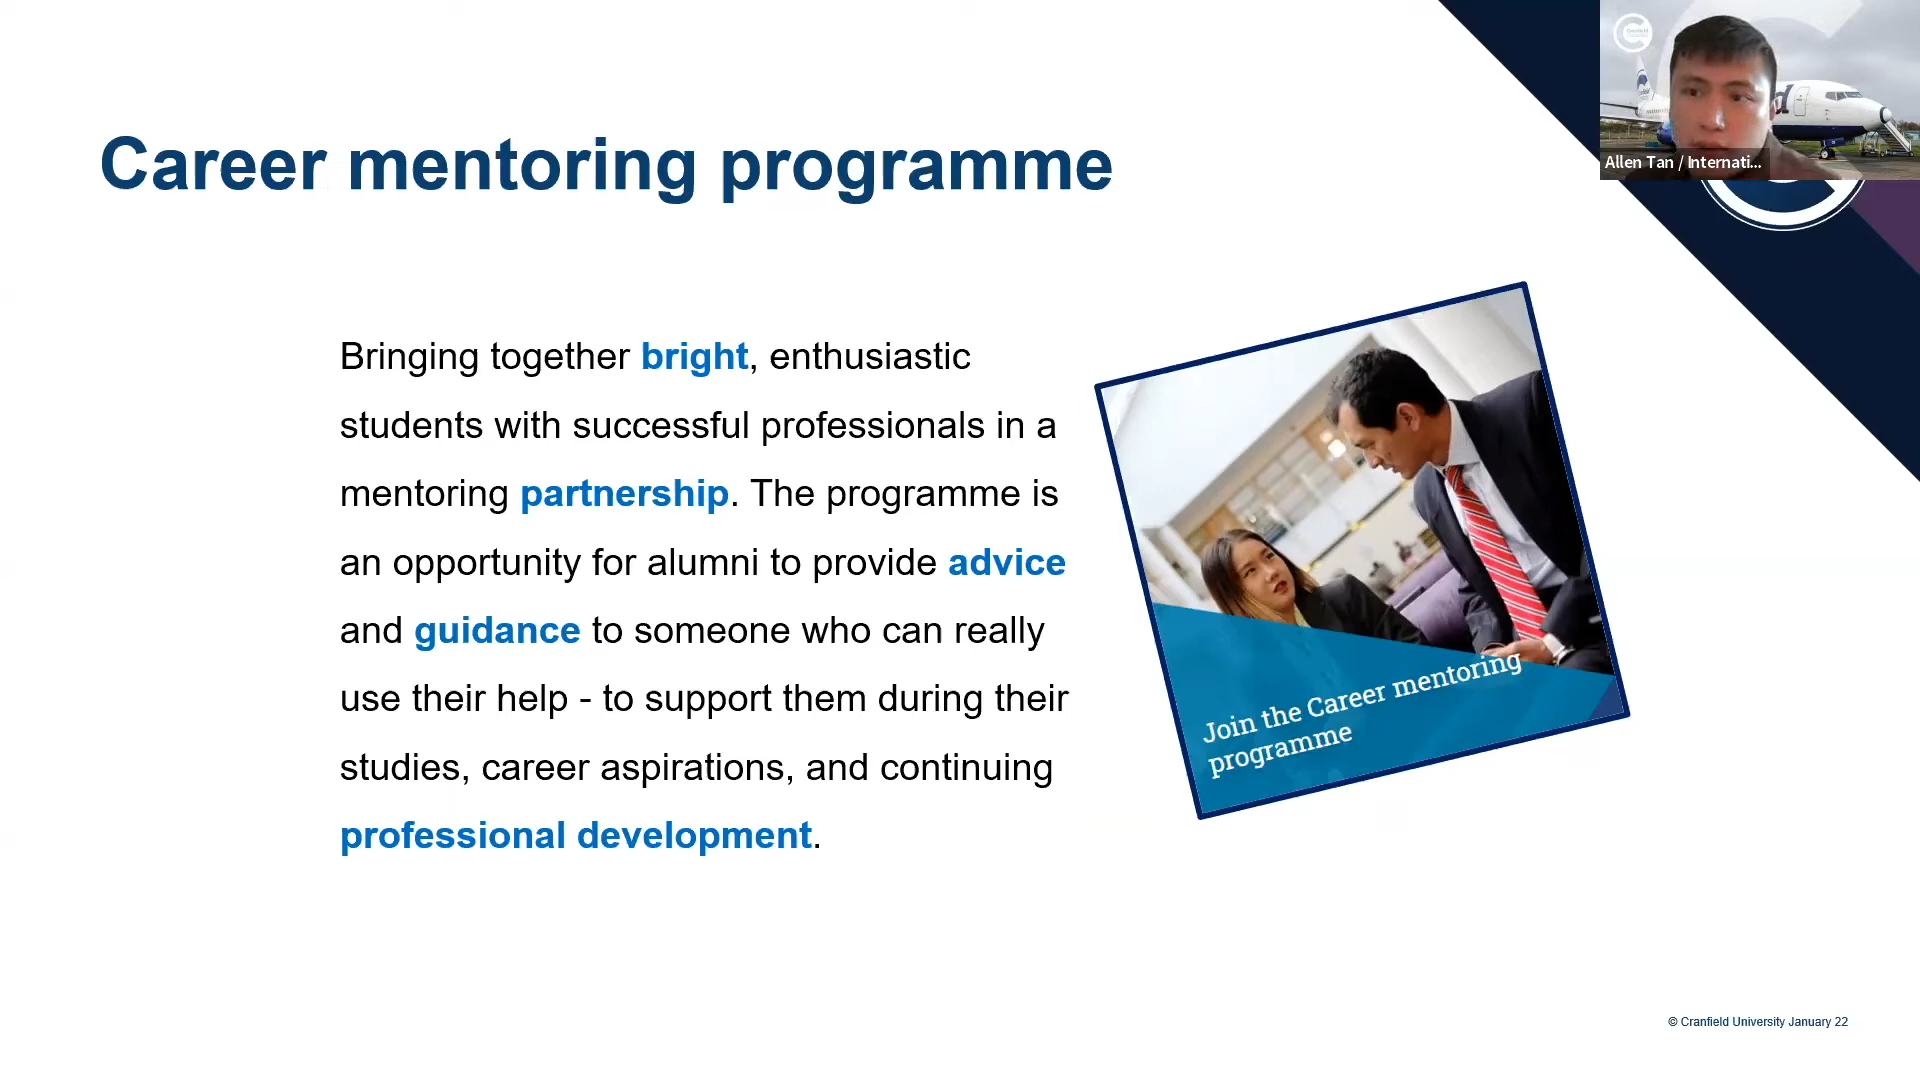 Career mentoring programme
Allen Tan / Internati...
Bringing together bright, enthusiastic
students with successful professionals in a
mentoring partnership. The programme is
an opportunity for alumni to provide advice
and guidance to someone who can really
use their help - to support them during their
studies, career aspirations, and continuing
professional development.
Join the Career mentoring
programme
© Cranfield University January 22